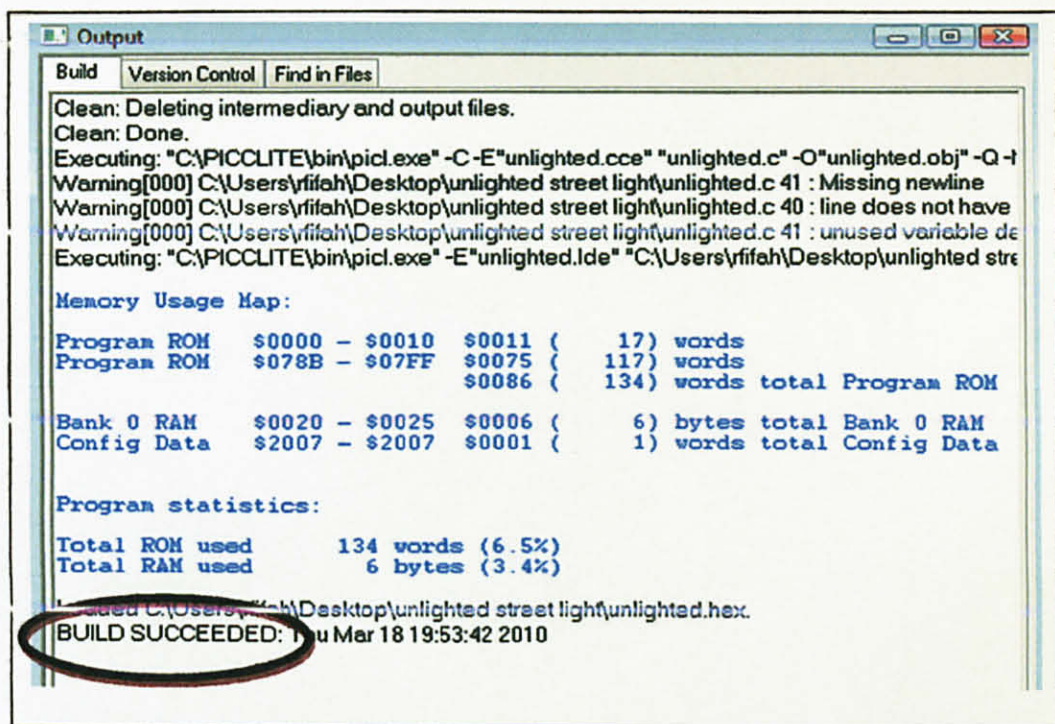 Output
Build Version Control Find in Files
Clean: Deleting intermediary and output files.
Clean: Done.
Executing: "C:\PICCLITE\bin\picl.exe" -C -E"unlighted.cce" "unlighted.c" -O"unlighted.obj" -Q
Warning[000] C:\Users\rfifah\Desktop\unlighted street light\unlighted.c 41 : Missing newline
Warning[000] C:\Users\rfifah\Desktop\unlighted street light\unlighted.c 40 : line does not have
Warning[000] C:\Users\rfifah\Desktop\unlighted street light\unlighted.c 41 : unused variable de
Executing: "C:\PICCLITE\bin\picl.exe" -E"unlighted.lde" "C:\Users\rfifah\Desktop\unlighted stre
Memory Usage Map:
Program ROM $0000 - $0010 $0011 ( 17) words
Program ROM $078B - $07FF $0075 ( 117) words
$0086 ( 134) words total Program ROM
Bank 0 RAM $0020 - $0025 $0006 ( 6) bytes total Bank 0 RAM
Config Data $2007 - $2007 $0001 ( 1) words total Config Data
Program statistics:
Total ROM used 134 words (6.5%)
Total RAM used 6 bytes (3.4%)
Loaded C:\Users\rfifah\Desktop\unlighted street light\unlighted.hex.
BUILD SUCCEEDED: Thu Mar 18 19:53:42 2010